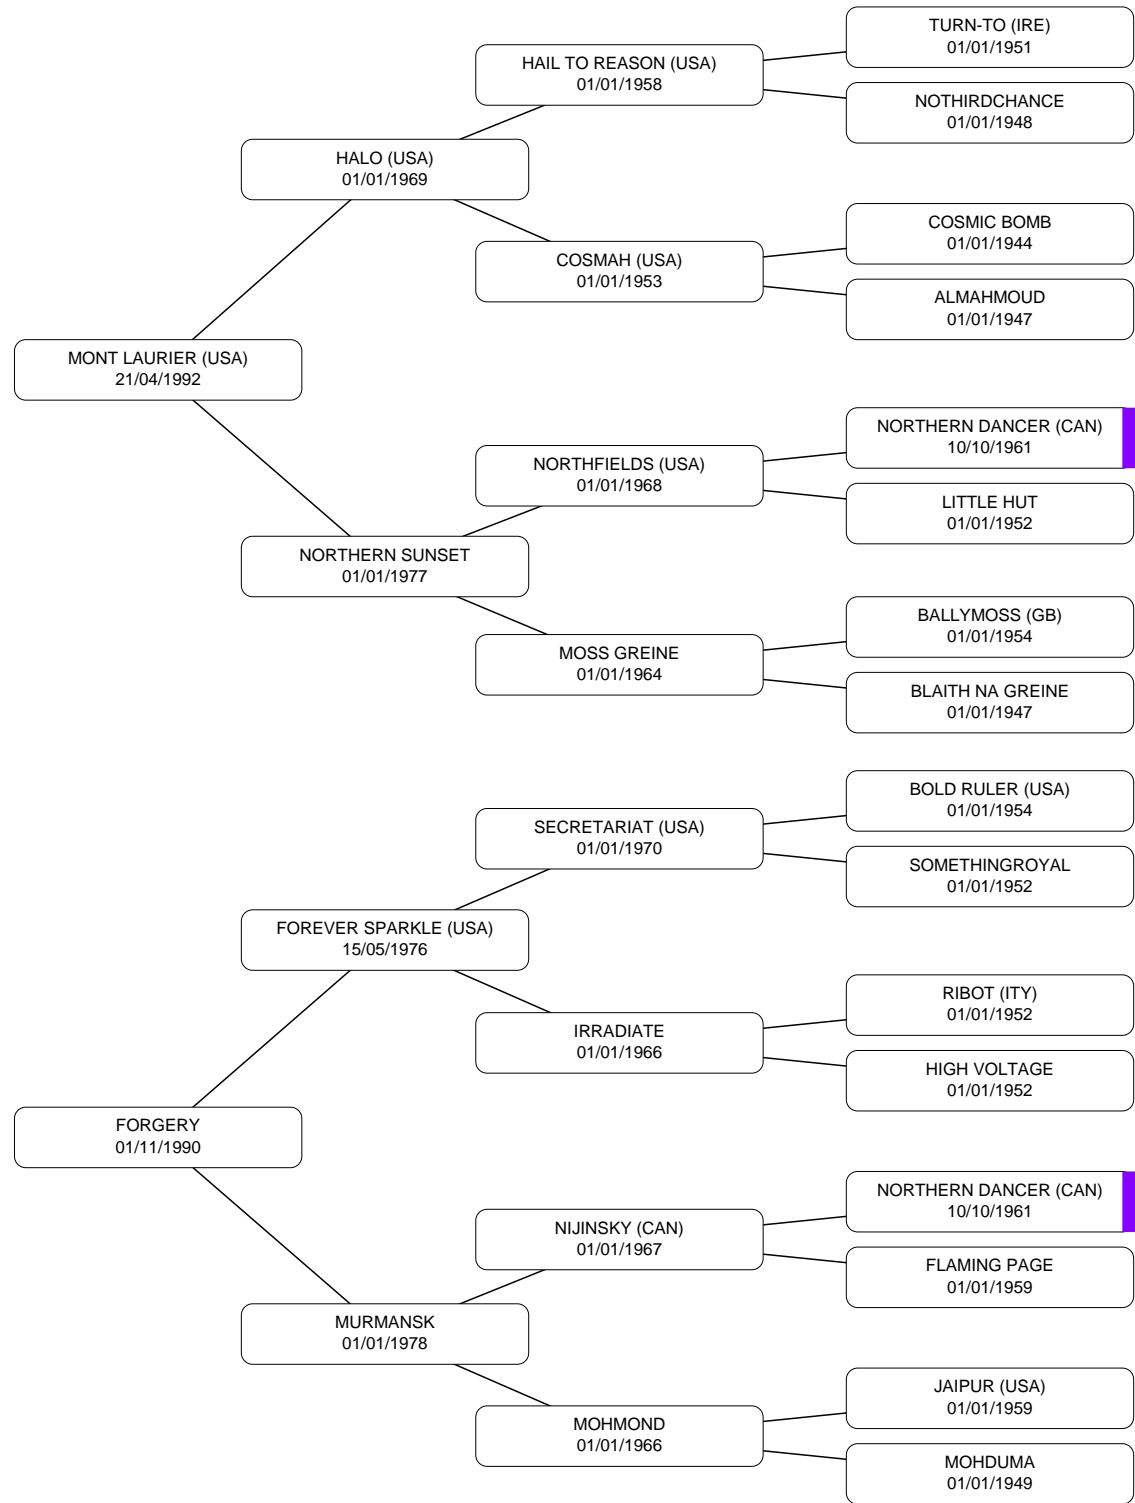 TURN-TO (IRE)
01/01/1951
HAIL TO REASON (USA)
01/01/1958
NOTHIRDCHANCE
01/01/1948
HALO (USA)
01/01/1969
COSMIC BOMB
01/01/1944
COSMAH (USA)
01/01/1953
ALMAHMOUD
01/01/1947
MONT LAURIER (USA)
21/04/1992
NORTHERN DANCER (CAN)
10/10/1961
NORTHFIELDS (USA)
01/01/1968
LITTLE HUT
01/01/1952
NORTHERN SUNSET
01/01/1977
BALLYMOSS (GB)
01/01/1954
MOSS GREINE
01/01/1964
BLAITH NA GREINE
01/01/1947
BOLD RULER (USA)
01/01/1954
SECRETARIAT (USA)
01/01/1970
SOMETHINGROYAL
01/01/1952
FOREVER SPARKLE (USA)
15/05/1976
RIBOT (ITY)
01/01/1952
IRRADIATE
01/01/1966
HIGH VOLTAGE
01/01/1952
FORGERY
01/11/1990
NORTHERN DANCER (CAN)
10/10/1961
NIJINSKY (CAN)
01/01/1967
FLAMING PAGE
01/01/1959
MURMANSK
01/01/1978
JAIPUR (USA)
01/01/1959
MOHMOND
01/01/1966
MOHDUMA
01/01/1949